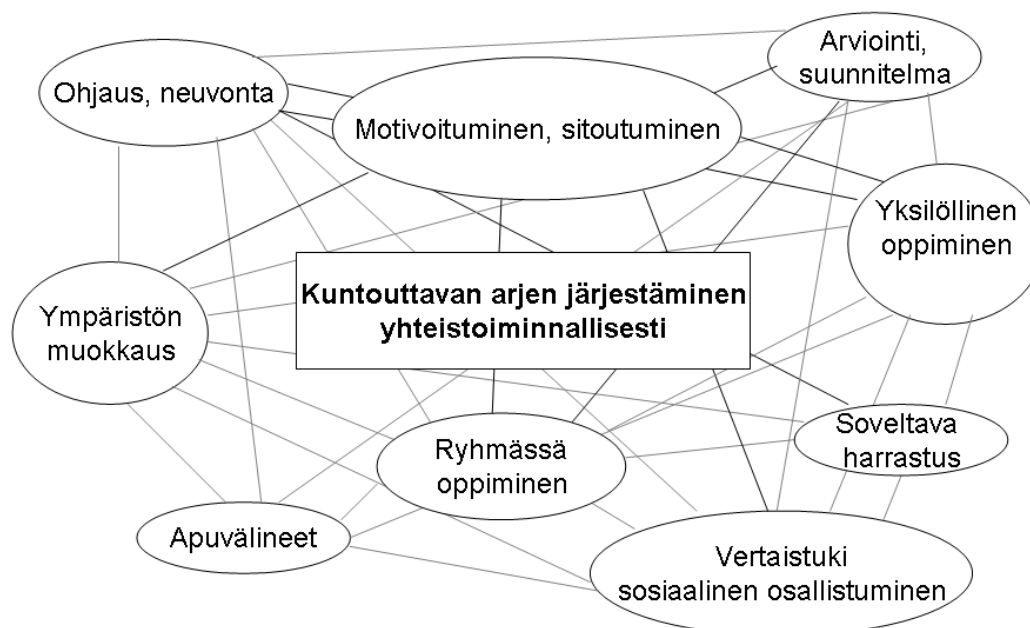 Arviointi,
suunnitelma
Ohjaus, neuvonta
Motivoituminen, sitoutuminen
Yksilöllinen
oppiminen
Kuntouttavan arjen järjestäminen
yhteistoiminnallisesti
Ympäristön
muokkaus
Soveltava
harrastus
Ryhmässä
oppiminen
Apuvälineet
Vertaistuki
sosiaalinen osallistuminen